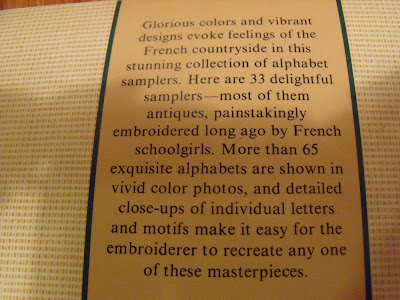 Glorious colors and vibrant
designs evoke feelings of the
French countryside in this
stunning collection of alphabet
samplers. Here are 33 delightful
samplers—most of them
antiques, painstakingly
embroidered long ago by French
schoolgirls. More than 65
exquisite alphabets are shown in
vivid color photos, and detailed
close-ups of individual letters
and motifs make it easy for the
embroiderer to recreate any one
of these masterpieces.